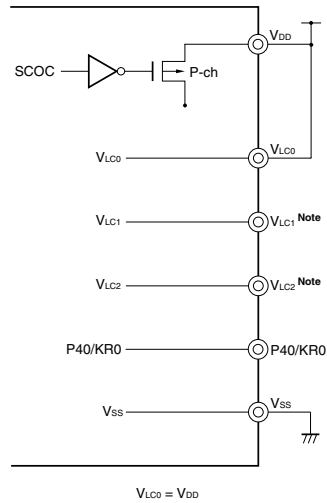 VDD
SCOC P-ch
VLC0 VLC0
VLC1 VLC1 Note
VLC2 VLC2 Note
P40/KR0 P40/KR0
VSS VSS
VLC0 = VDD